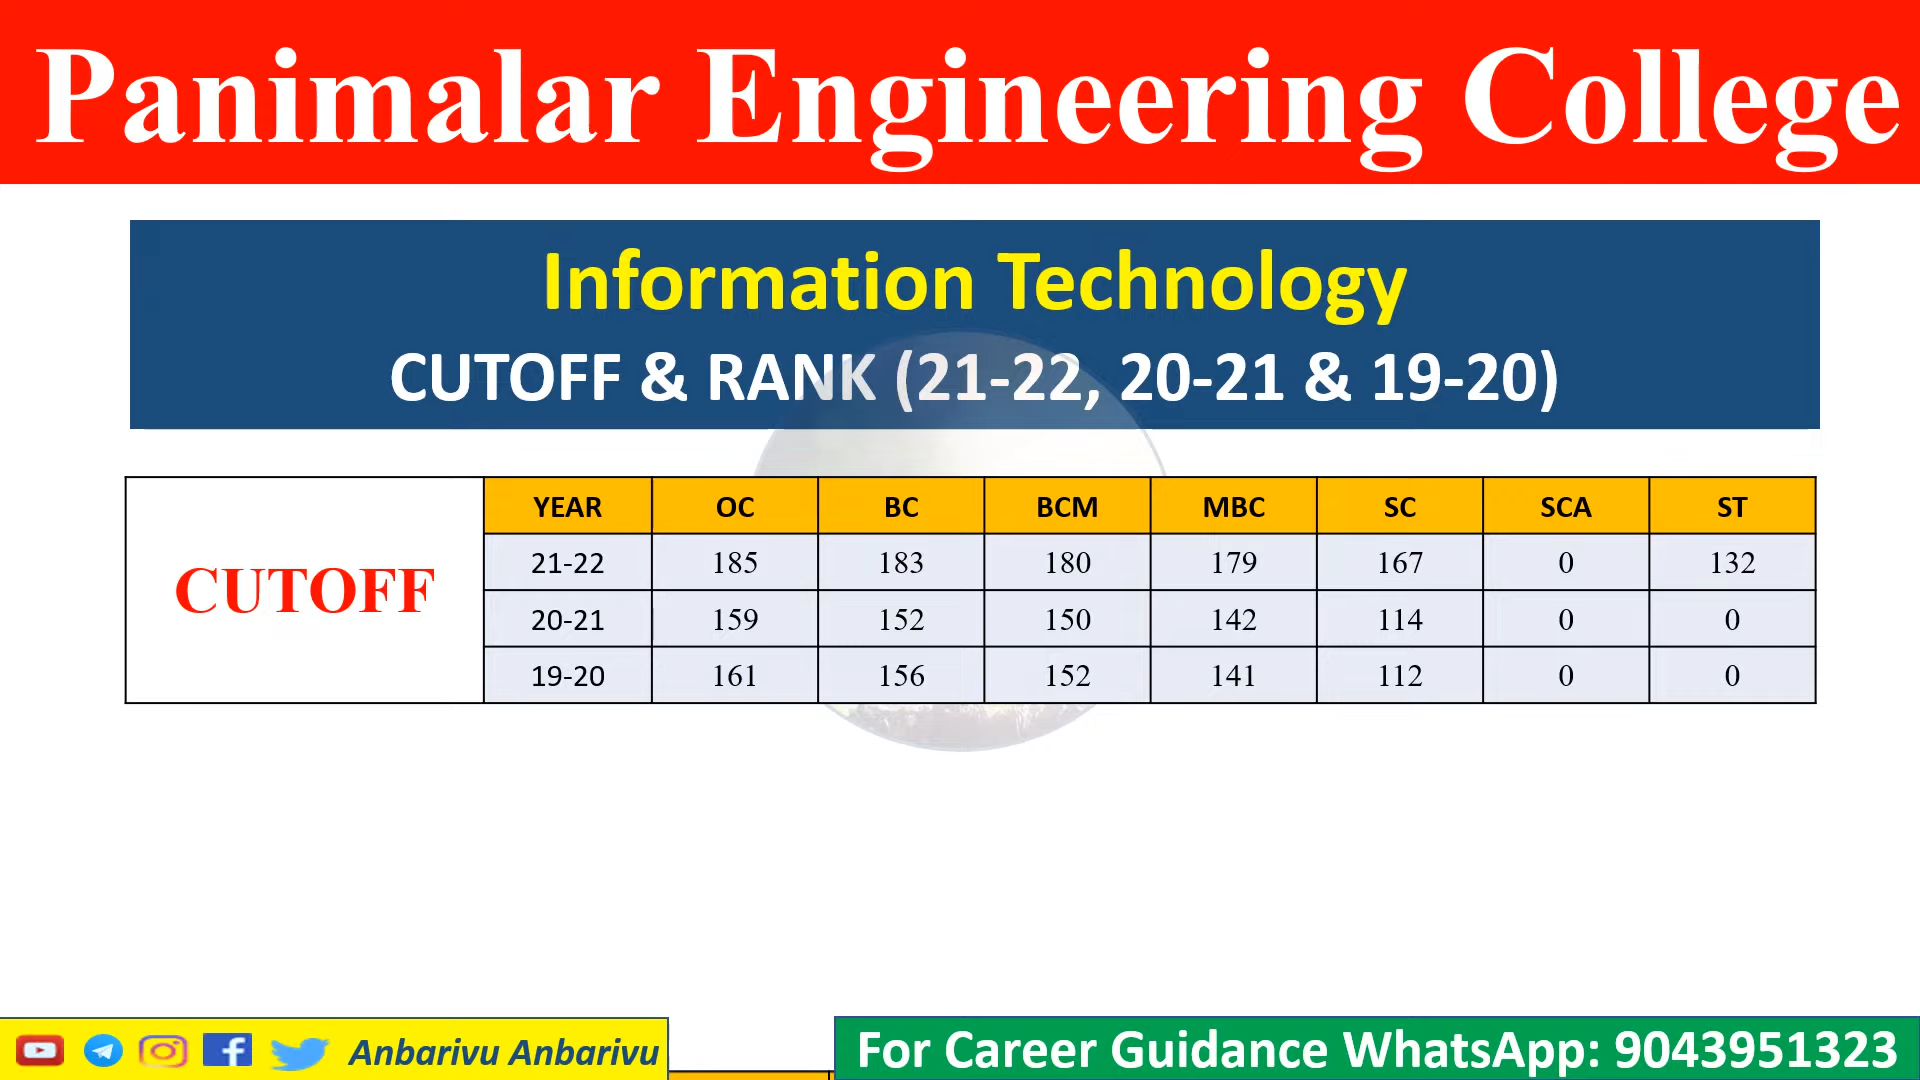 Panimalar Engineering College
Information Technology
CUTOFF & RANK (21-22, 20-21 & 19-20)
CUTOFF
YEAR OC BC BCM MBC SC SCA ST
21-22 185 183 180 179 167 0 132
20-21 159 152 150 142 114 0 0
19-20 161 156 152 141 112 0 0
Anbarivu Anbarivu
For Career Guidance WhatsApp: 9043951323